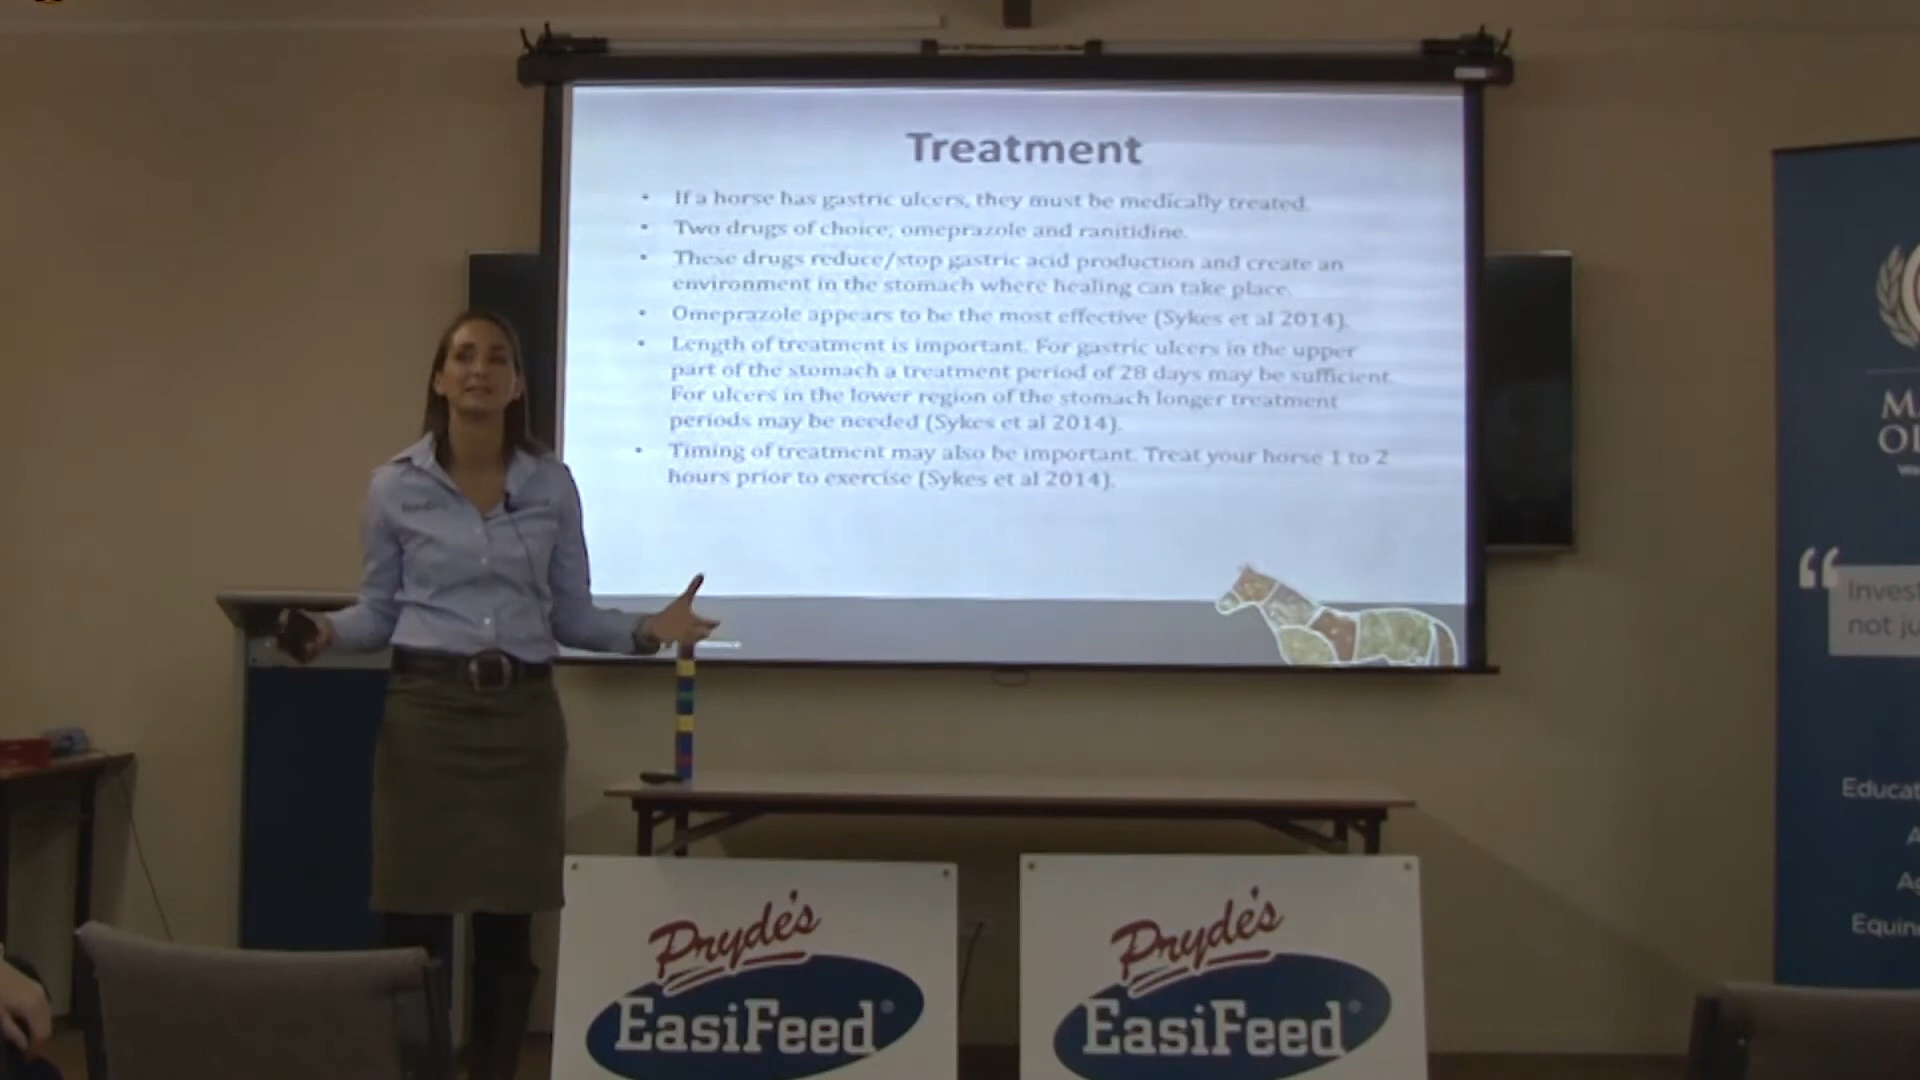 Treatment
• If a horse has gastric ulcers, they must be medically treated.
• Two drugs of choice; omeprazole and ranitidine.
• These drugs reduce/stop gastric acid production and create an
environment in the stomach where healing can take place.
• Omeprazole appears to be the most effective (Sykes et al 2014).
• Length of treatment is important. For gastric ulcers in the upper
part of the stomach a treatment period of 28 days may be sufficient.
For ulcers in the lower region of the stomach longer treatment
periods may be needed (Sykes et al 2014).
• Timing of treatment may also be important. Treat your horse 1 to 2
hours prior to exercise (Sykes et al 2014).
Pryde's
EasiFeed®
Pryde's
EasiFeed®
“
Invest
not ju
Educat
Equin